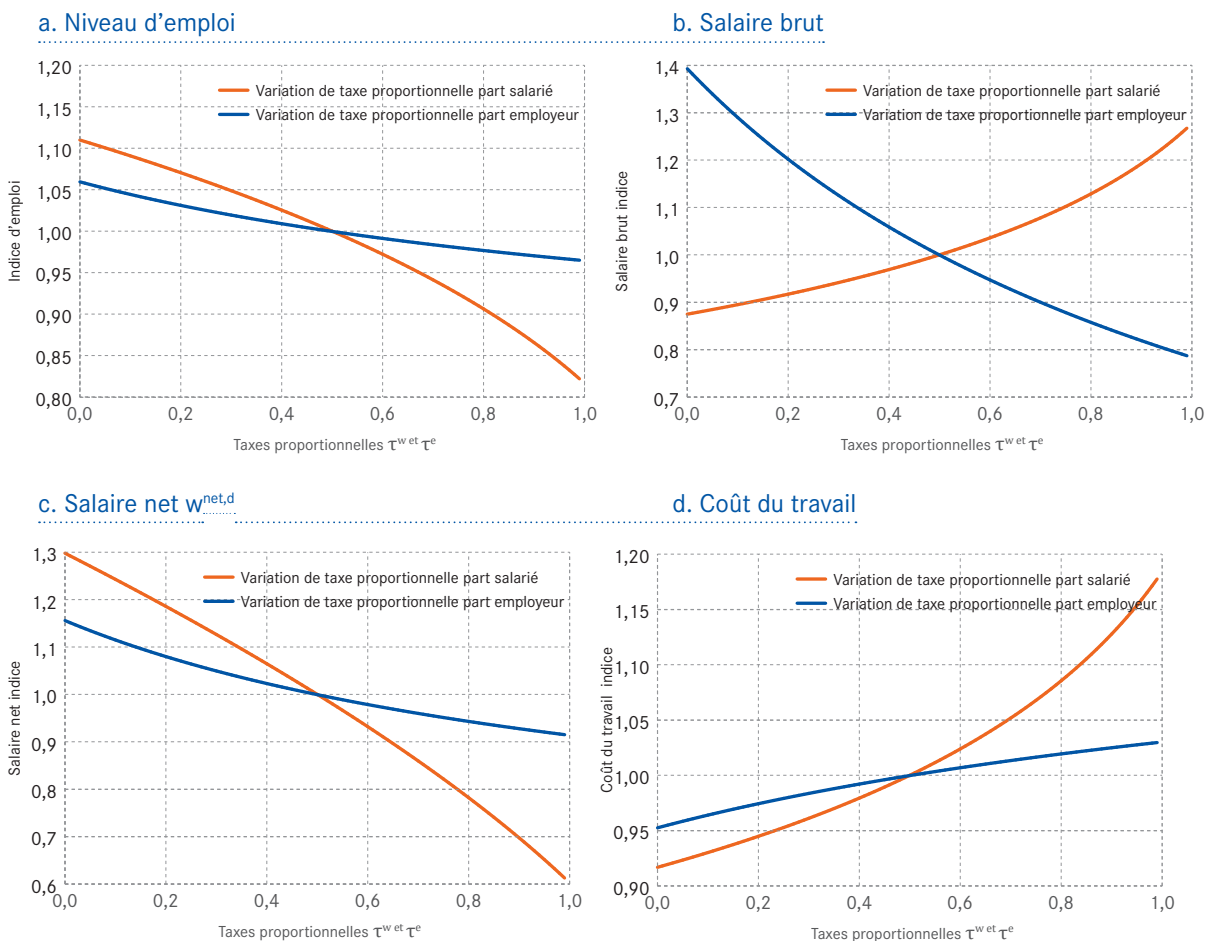 a. Niveau d'emploi
1,20
1,15
1,10
1,05
1,00
0,95
0,90
0,85
0,80
Indice d'emploi
Variation de taxe proportionnelle part salarié
Variation de taxe proportionnelle part employeur
0,0 0,2 0,4 0,6 0,8 1,0
Taxes proportionnelles τ^w et τ^e
b. Salaire brut
1,4
1,3
1,2
1,1
1,0
0,9
0,8
0,7
Salaire brut indice
Variation de taxe proportionnelle part salarié
Variation de taxe proportionnelle part employeur
0,0 0,2 0,4 0,6 0,8 1,0
Taxes proportionnelles τ^w et τ^e
c. Salaire net w^net,d
1,3
1,2
1,1
1,0
0,9
0,8
0,7
0,6
Salaire net indice
Variation de taxe proportionnelle part salarié
Variation de taxe proportionnelle part employeur
0,0 0,2 0,4 0,6 0,8 1,0
Taxes proportionnelles τ^w et τ^e
d. Coût du travail
1,20
1,15
1,10
1,05
1,00
0,95
0,90
Coût du travail indice
Variation de taxe proportionnelle part salarié
Variation de taxe proportionnelle part employeur
0,0 0,2 0,4 0,6 0,8 1,0
Taxes proportionnelles τ^w et τ^e